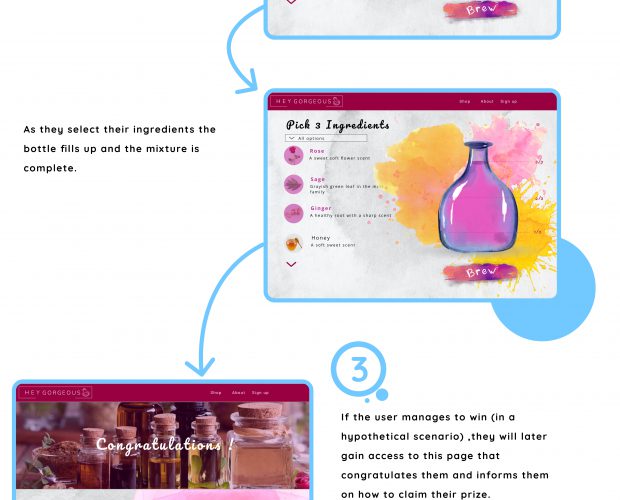 Brew
HEY GORGEOUS
Shop About Sign up
Pick 3 Ingredients
All options
Rose
A sweet soft flower scent
Sage
Grayish green leaf in the
family
Ginger
A healthy root with a sharp scent
Honey
A soft sweet scent
3/3
Brew
As they select their ingredients the
bottle fills up and the mixture is
complete.
3
HEY GORGEOUS
Shop About Sign up
Congratulations !
If the user manages to win (in a
hypothetical scenario) ,they will later
gain access to this page that
congratulates them and informs them
on how to claim their prize.